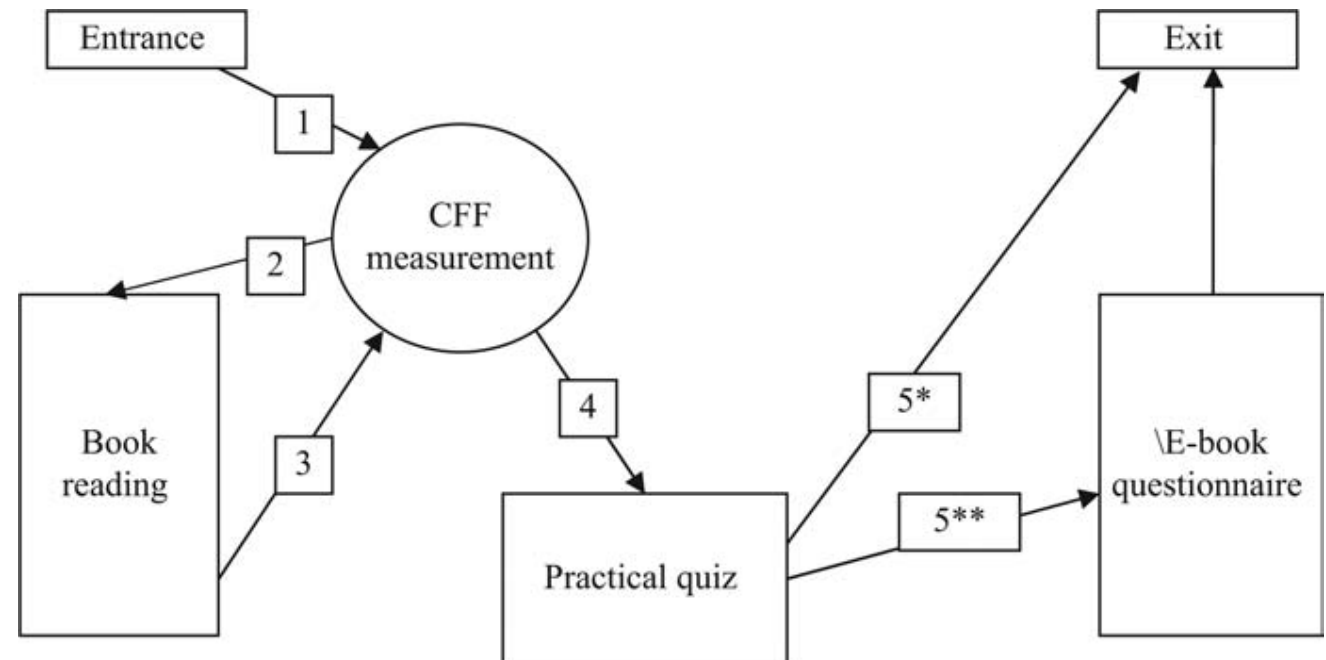 Entrance
Exit
1
CFF
measurement
2
Book
reading
3
4
5*
5**
Practical quiz
\E-book
questionnaire